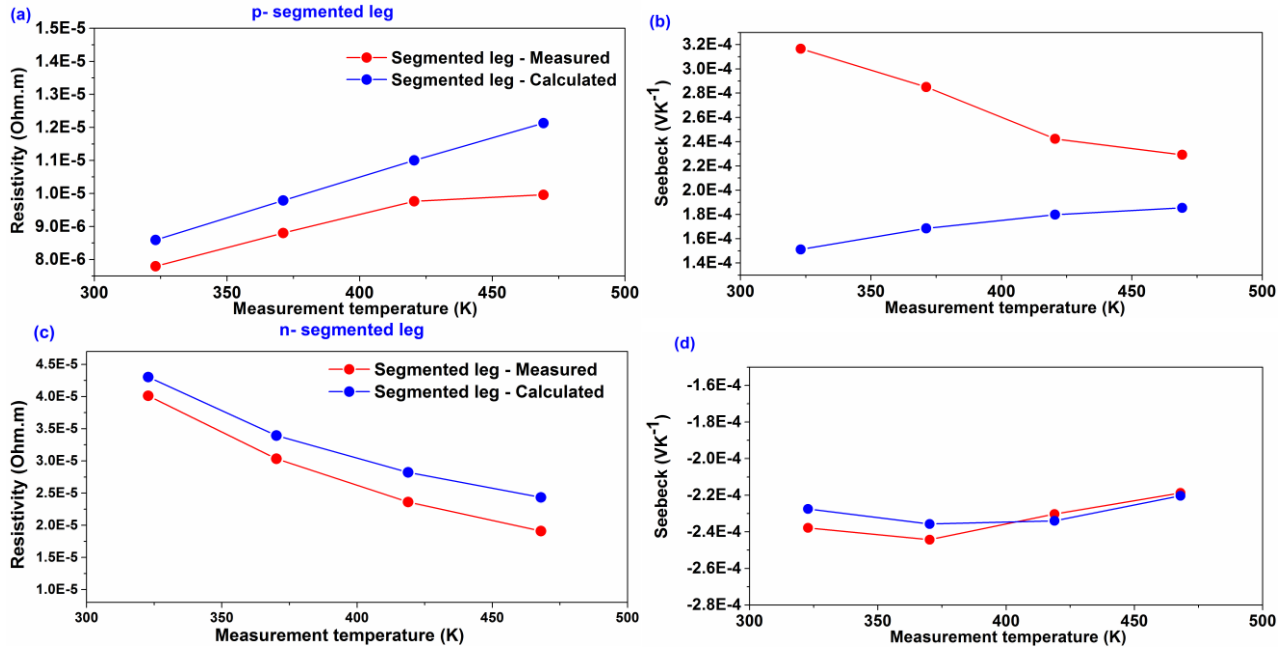 (a)
p- segmented leg
1.5E-5
1.4E-5
1.3E-5
1.2E-5
1.1E-5
1.0E-5
9.0E-6
8.0E-6
Resistivity (Ohm.m)
Segmented leg - Measured
Segmented leg - Calculated
300 350 400 450 500
Measurement temperature (K)
(b)
3.2E-4
3.0E-4
2.8E-4
2.6E-4
2.4E-4
2.2E-4
2.0E-4
1.8E-4
1.6E-4
1.4E-4
Seebeck (VK⁻¹)
300 350 400 450 500
Measurement temperature (K)
(c)
n- segmented leg
4.5E-5
4.0E-5
3.5E-5
3.0E-5
2.5E-5
2.0E-5
1.5E-5
1.0E-5
Resistivity (Ohm.m)
Segmented leg - Measured
Segmented leg - Calculated
300 350 400 450 500
Measurement temperature (K)
(d)
-1.6E-4
-1.8E-4
-2.0E-4
-2.2E-4
-2.4E-4
-2.6E-4
-2.8E-4
Seebeck (VK⁻¹)
300 350 400 450 500
Measurement temperature (K)